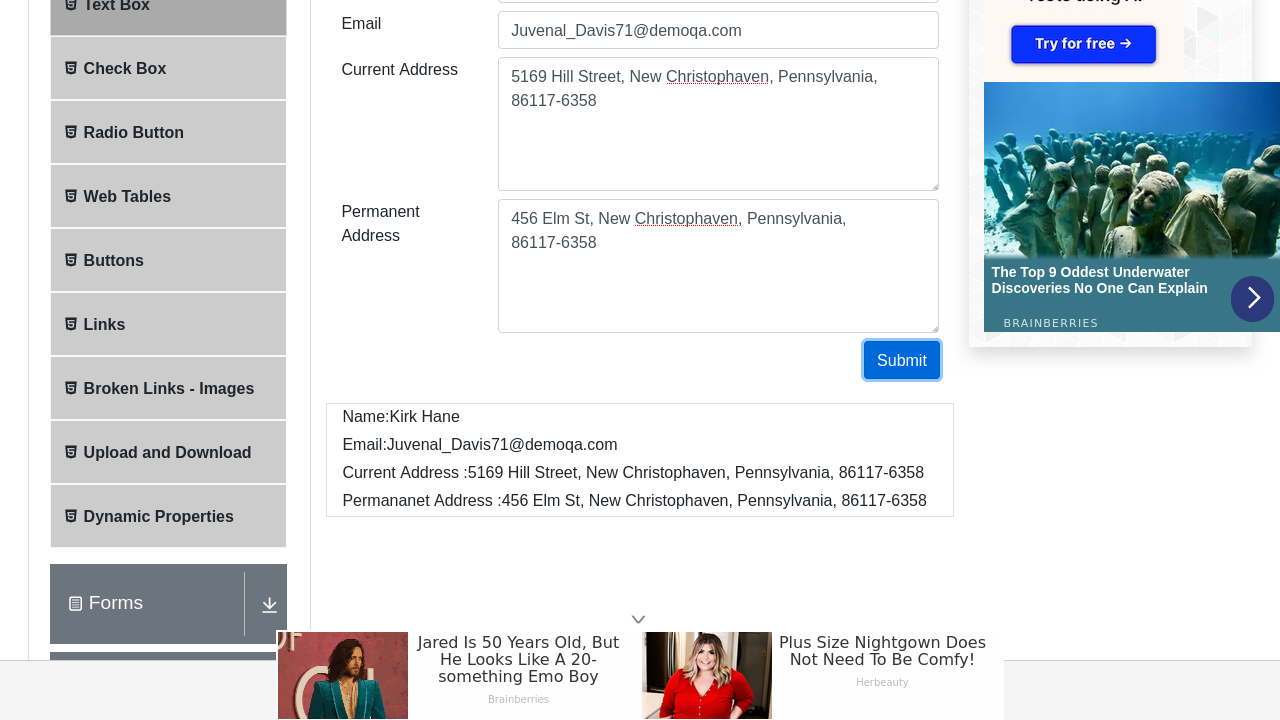 Text Box
Check Box
Radio Button
Web Tables
Buttons
Links
Broken Links - Images
Upload and Download
Dynamic Properties
Forms
Email
Juvenal_Davis71@demoqa.com
Current Address
5169 Hill Street, New Christophaven, Pennsylvania,
86117-6358
Permanent
Address
456 Elm St, New Christophaven, Pennsylvania,
86117-6358
Submit
Name:Kirk Hane
Email:Juvenal_Davis71@demoqa.com
Current Address :5169 Hill Street, New Christophaven, Pennsylvania, 86117-6358
Permananet Address :456 Elm St, New Christophaven, Pennsylvania, 86117-6358
Try for free →
The Top 9 Oddest Underwater
Discoveries No One Can Explain
BRAINBERRIES
Jared Is 50 Years Old, But
He Looks Like A 20-
something Emo Boy
Brainberries
Plus Size Nightgown Does
Not Need To Be Comfy!
Herbeauty